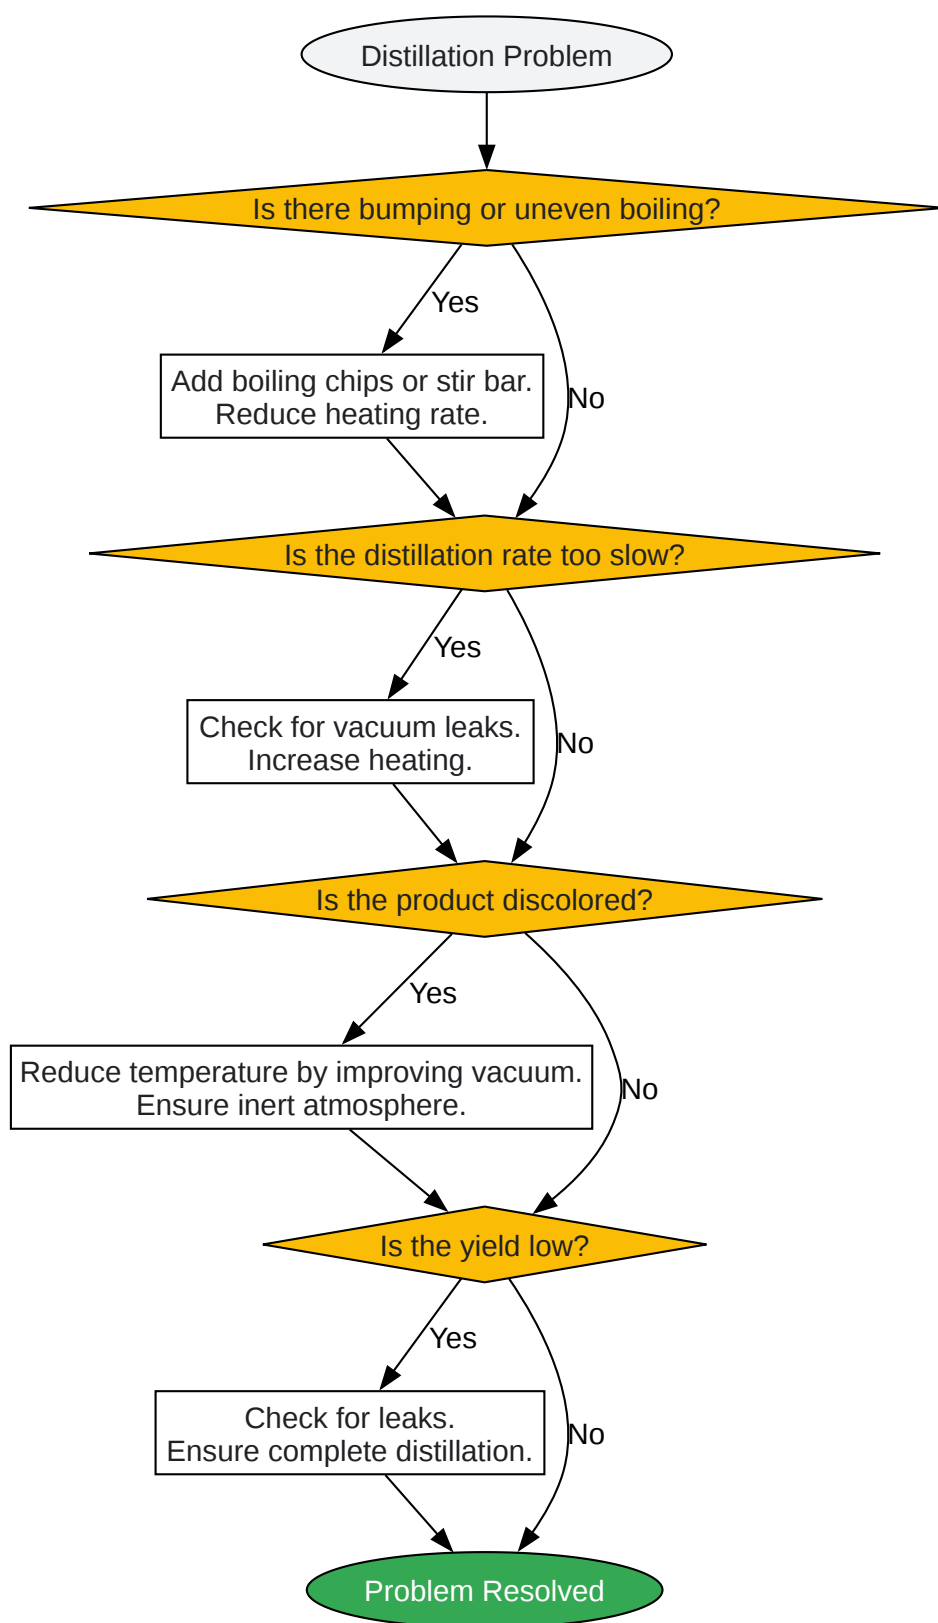 Distillation Problem
Is there bumping or uneven boiling?
Yes
Add boiling chips or stir bar.
Reduce heating rate.
No
Is the distillation rate too slow?
Yes
Check for vacuum leaks.
Increase heating.
No
Is the product discolored?
Yes
Reduce temperature by improving vacuum.
Ensure inert atmosphere.
No
Is the yield low?
Yes
Check for leaks.
Ensure complete distillation.
No
Problem Resolved